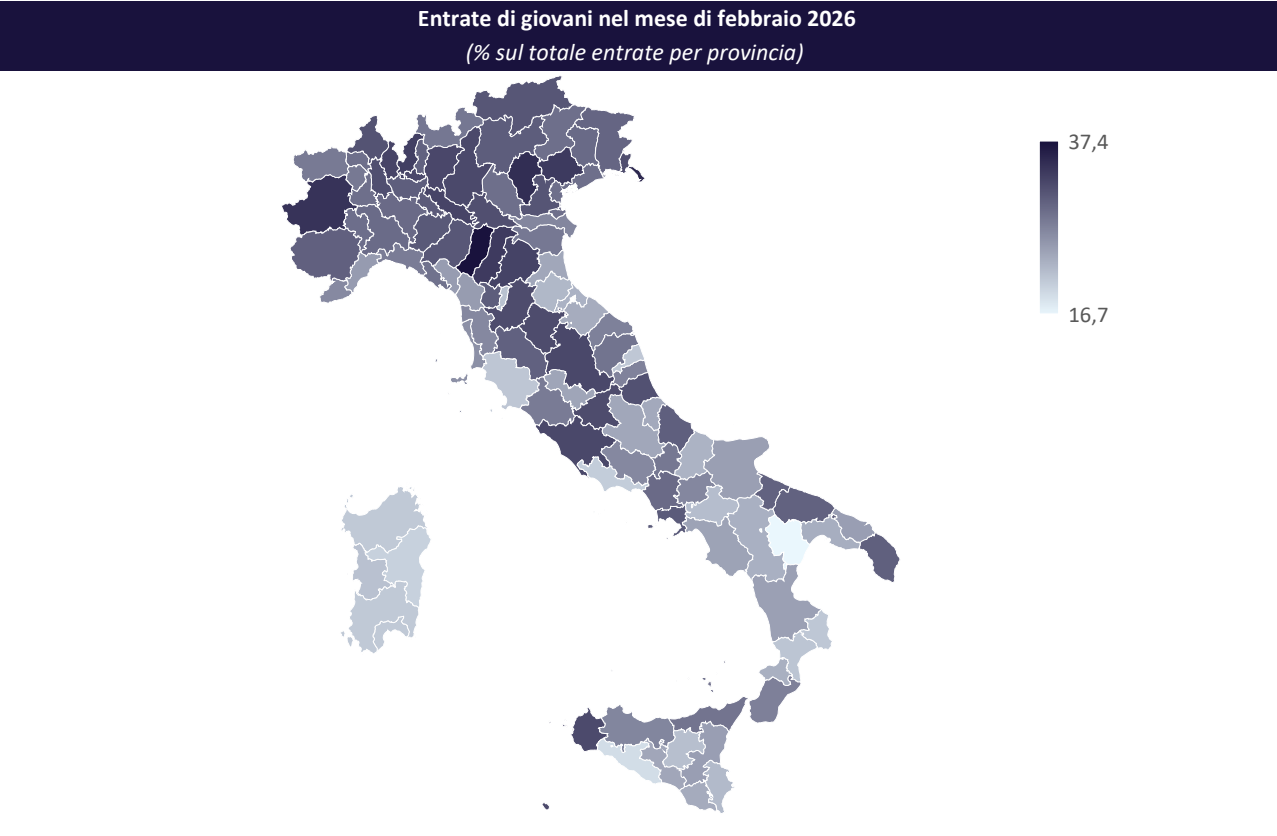 Entrate di giovani nel mese di febbraio 2026
(% sul totale entrate per provincia)
37,4
16,7